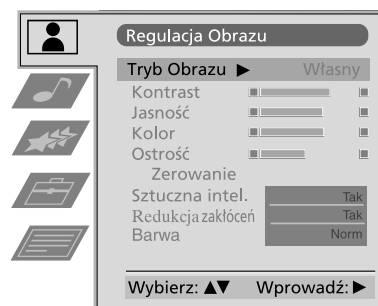 Regulacja Obrazu
Tryb Obrazu ▶ Własny
Kontrast
Jasność
Kolor
Ostrość
Zerowanie
Sztuczna intel. Tak
Redukcja zakłóceń Tak
Barwa Norm
Wybierz: ▲▼ Wprowadź: ▶